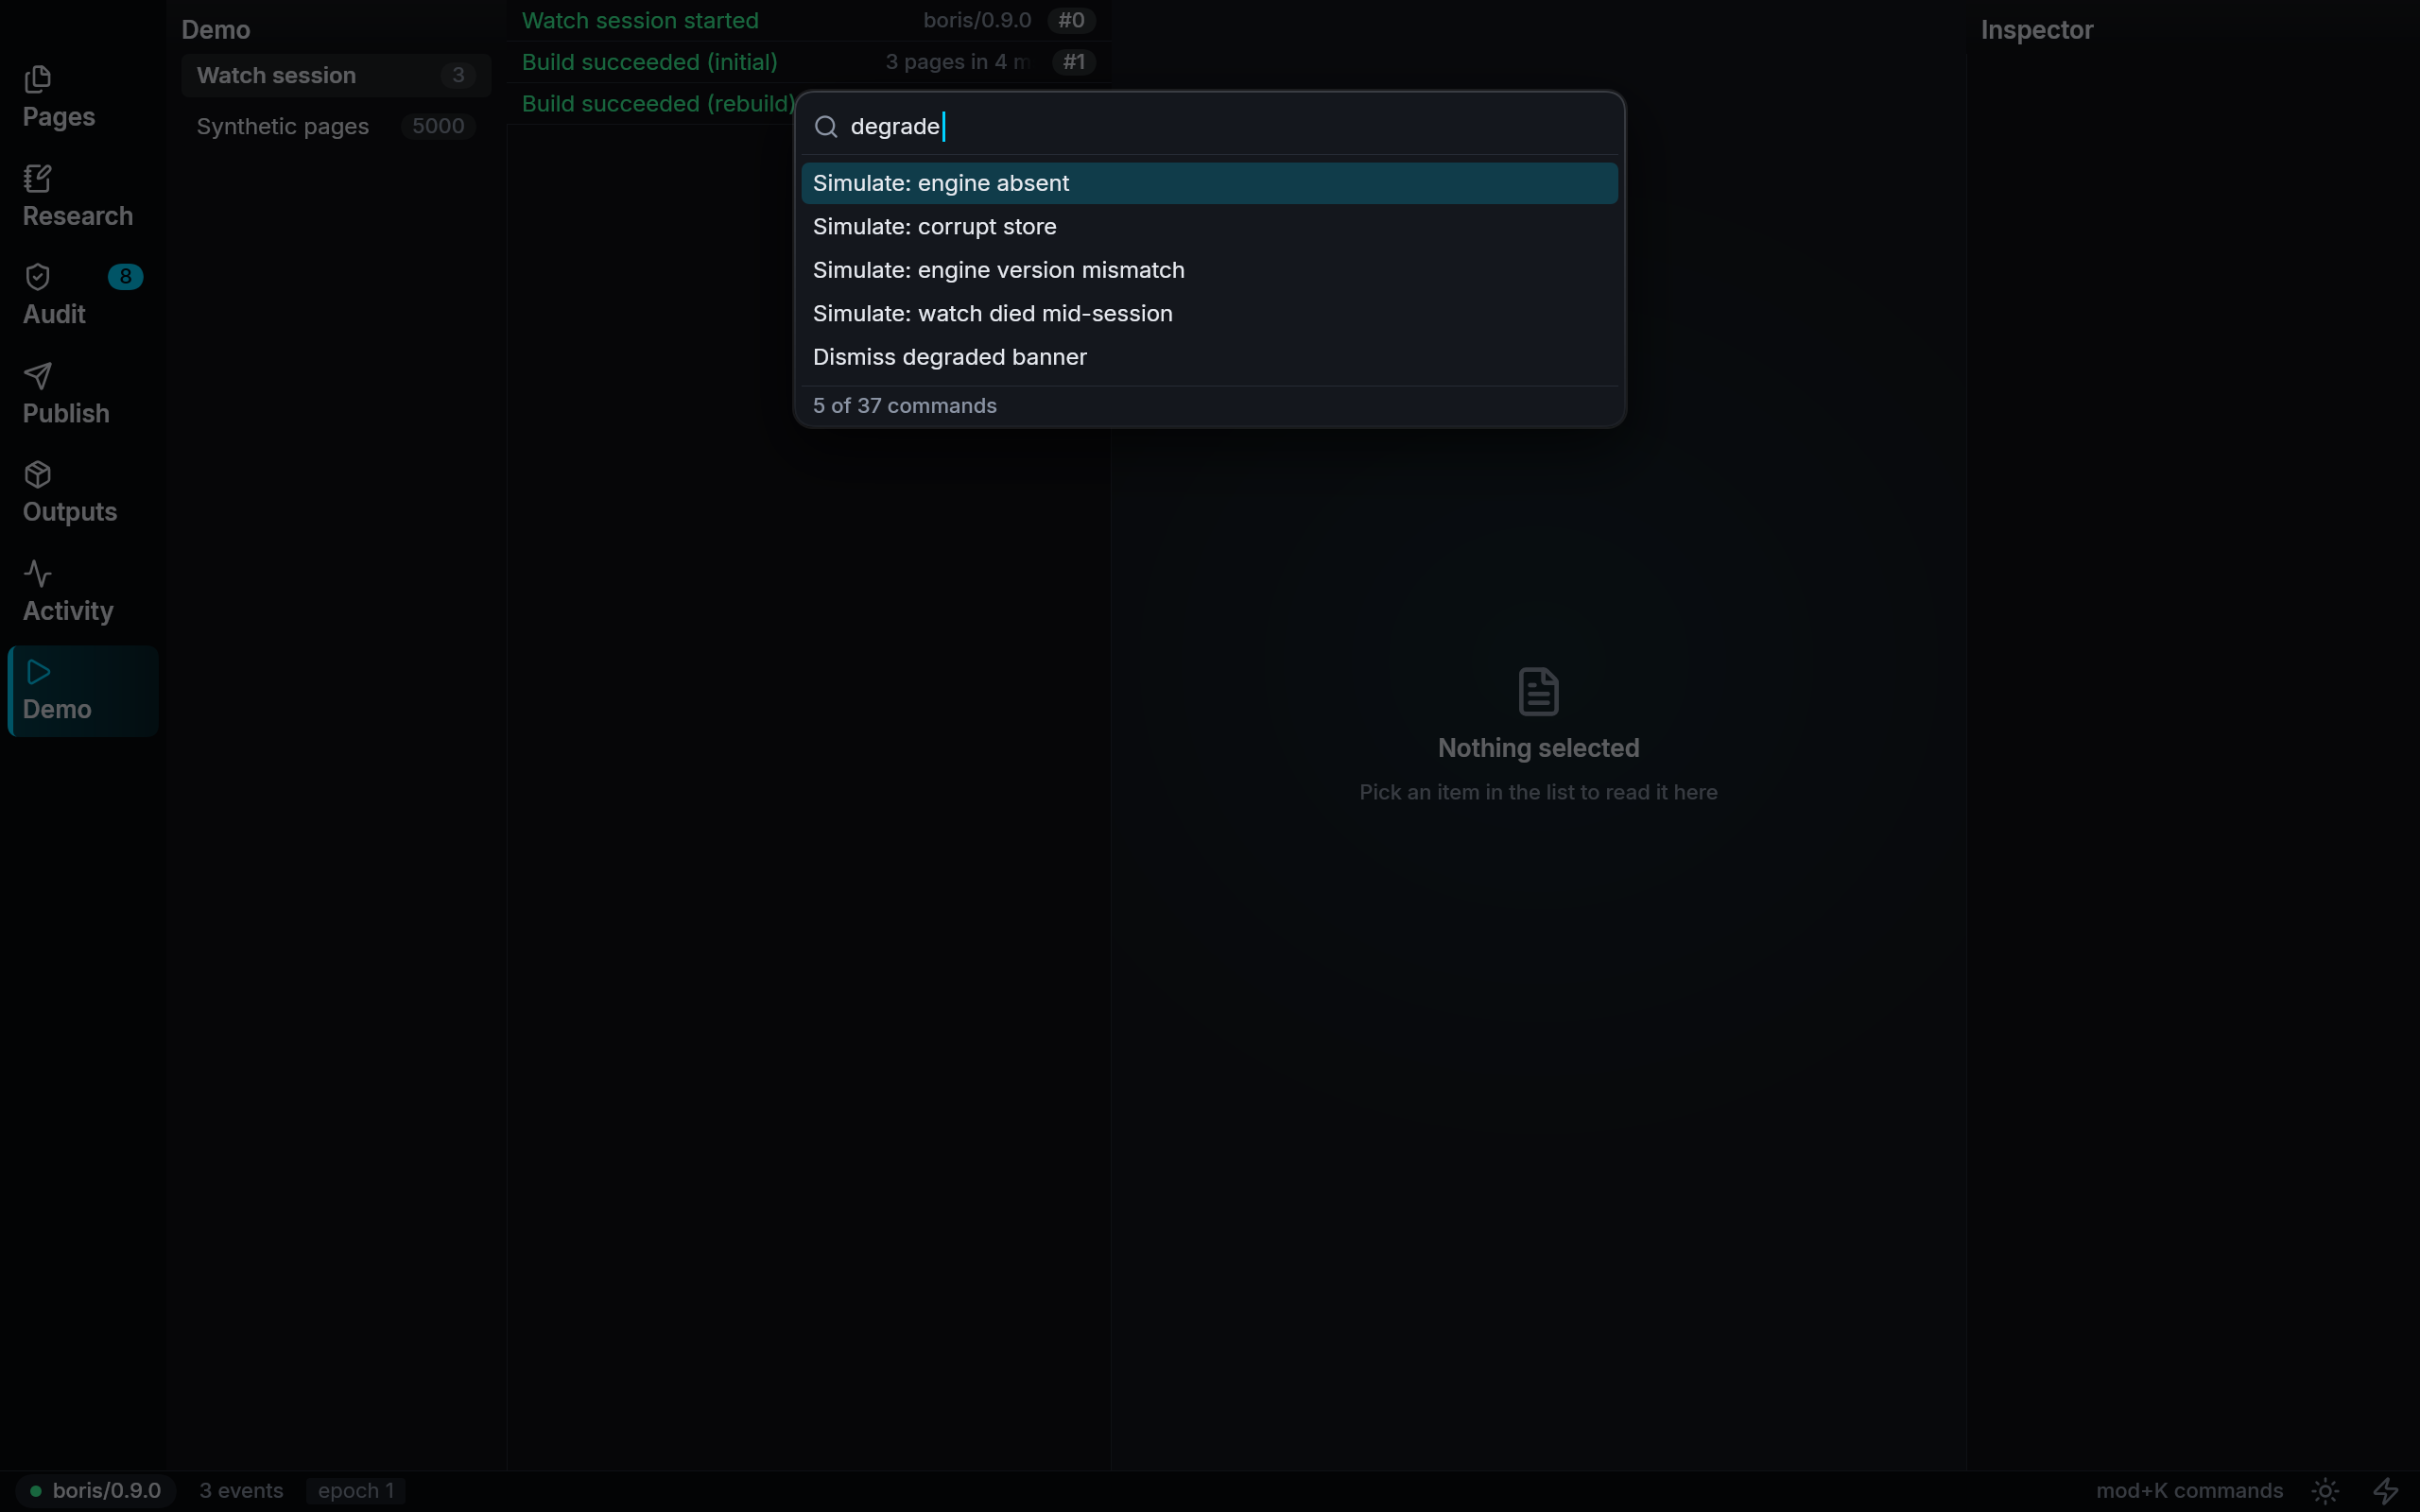 Pages
Research
8
Audit
Publish
Outputs
Activity
Demo
Demo
Watch session 3
Synthetic pages 5000
Watch session started boris/0.9.0 #0
Build succeeded (initial) 3 pages in 4 m #1
Build succeeded (rebuild)
degrade
Simulate: engine absent
Simulate: corrupt store
Simulate: engine version mismatch
Simulate: watch died mid-session
Dismiss degraded banner
5 of 37 commands
Nothing selected
Pick an item in the list to read it here
Inspector
boris/0.9.0 3 events epoch 1 mod+K commands